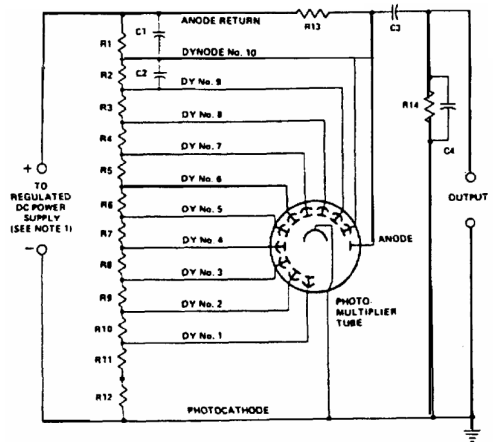 ANODE RETURN
R13
C3
R1
C1
DYNODE No. 10
R2
C2
DY No. 9
R3
DY No. 8
R14
C4
R4
DY No. 7
R5
DY No. 6
+
TO
REGULATED
DC POWER
SUPPLY
(SEE NOTE 1)
-
R6
DY No. 5
R7
DY No. 4
ANODE
OUTPUT
R8
DY No. 3
R9
DY No. 2
PHOTO-
MULTIPLIER
TUBE
R10
DY No. 1
R11
R12
PHOTOCATHODE